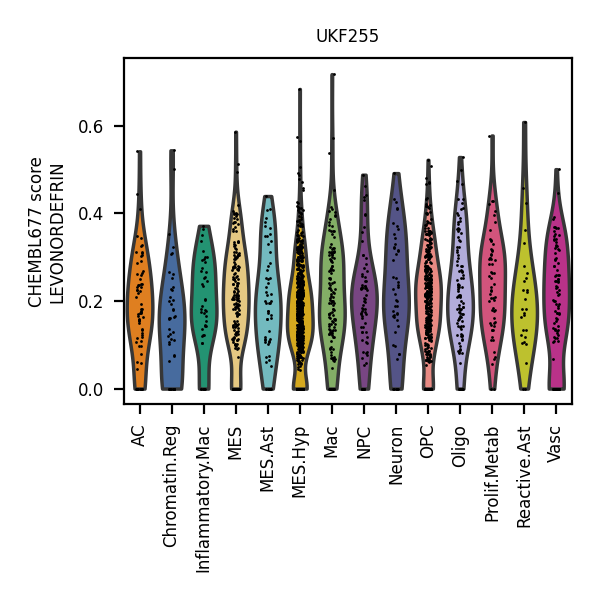 UKF255
CHEMBL677 score
LEVONORDEFRIN
0.6
0.4
0.2
0.0
AC
Chromatin.Reg
Inflammatory.Mac
MES
MES.Ast
MES.Hyp
Mac
NPC
Neuron
OPC
Oligo
Prolif.Metab
Reactive.Ast
Vasc